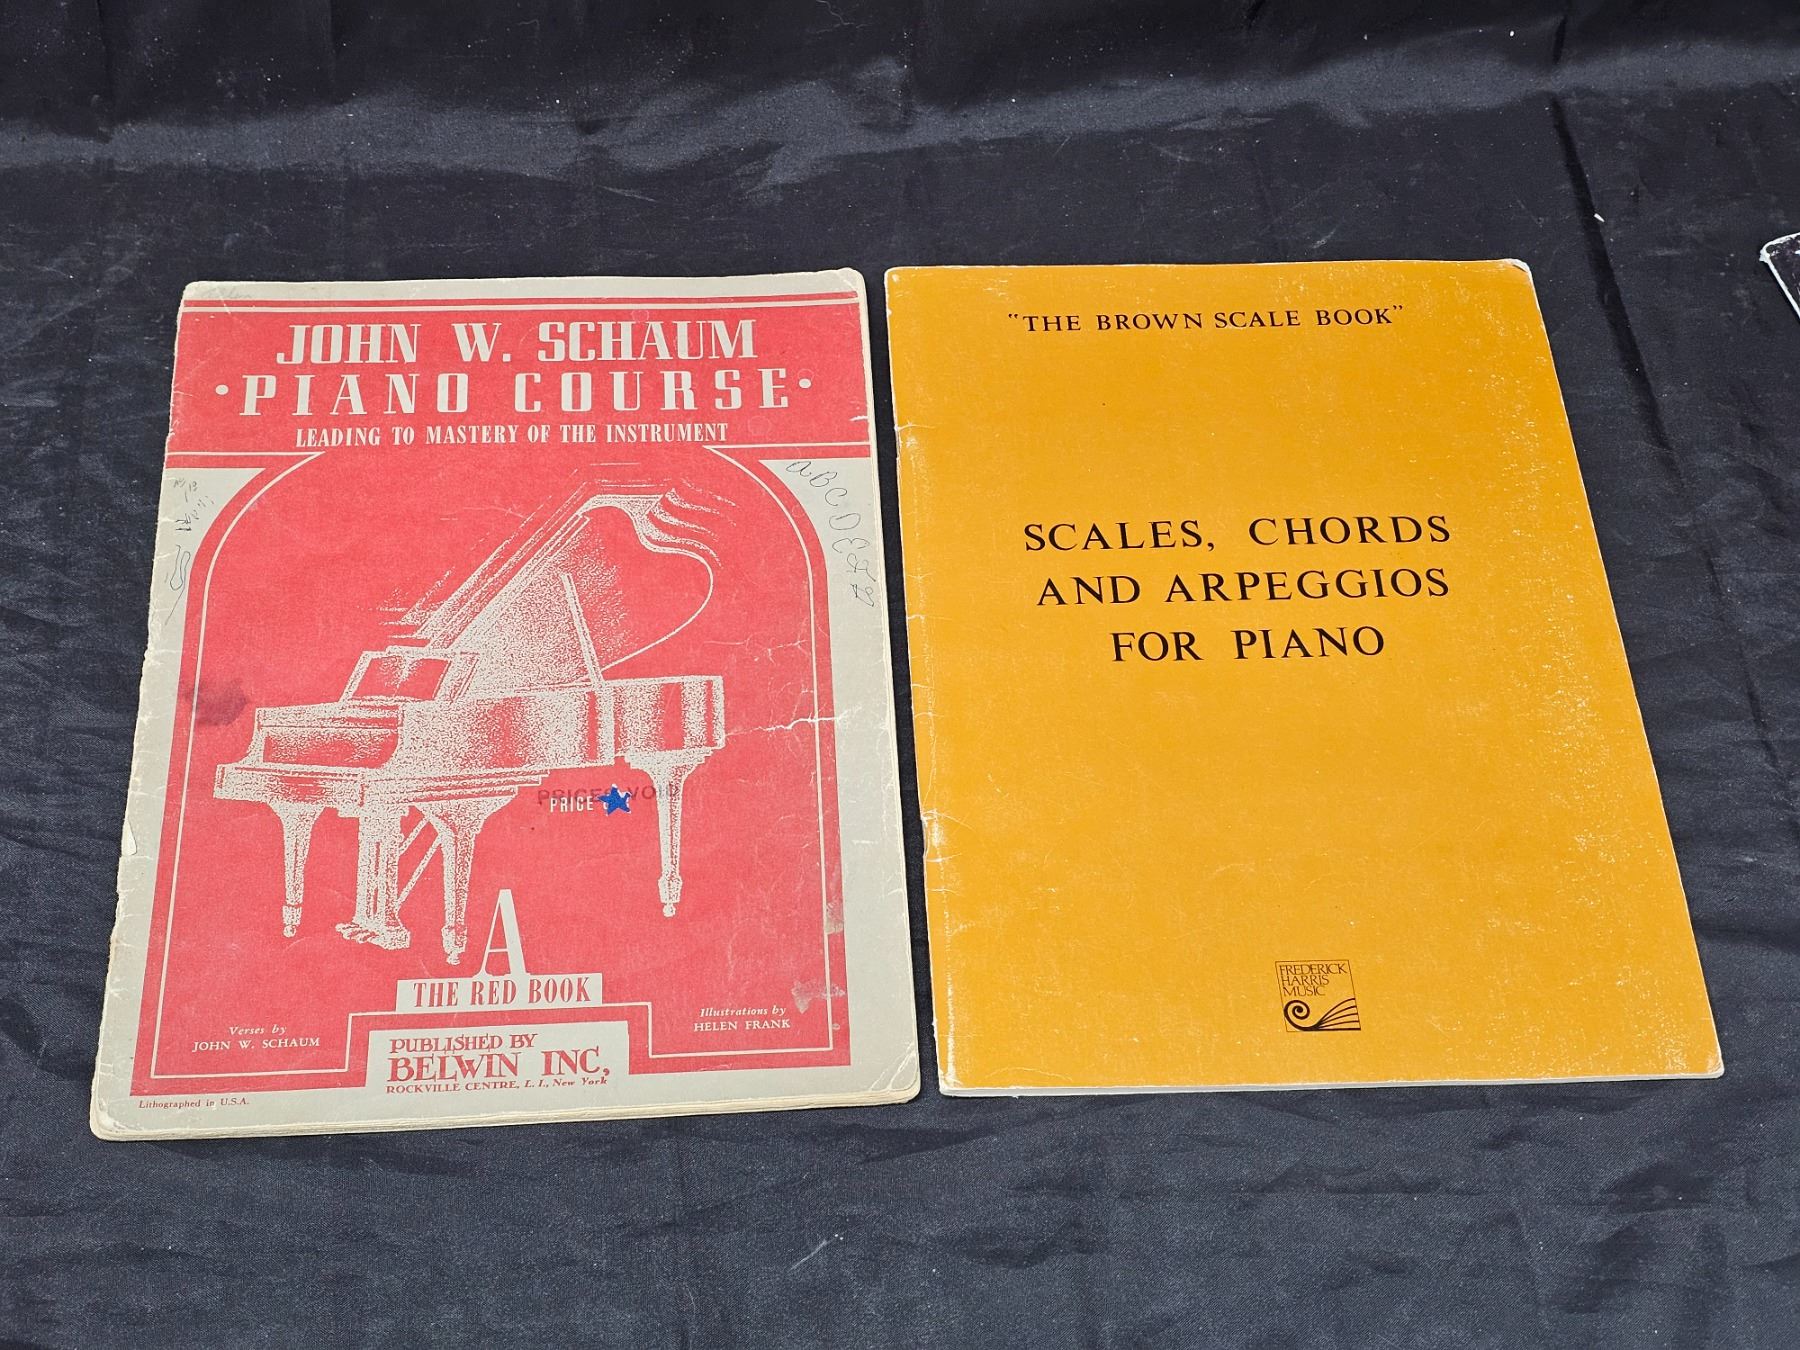 JOHN W. SCHAUM
• PIANO COURSE •
LEADING TO MASTERY OF THE INSTRUMENT
aBCDEFG
PRICES VOID
PRICE
A
THE RED BOOK
Verses by
JOHN W. SCHAUM
Illustrations by
HELEN FRANK
PUBLISHED BY
BELWIN INC,
ROCKVILLE CENTRE, L. I., New York
Lithographed in U.S.A.
"THE BROWN SCALE BOOK"
SCALES, CHORDS
AND ARPEGGIOS
FOR PIANO
FREDERICK
HARRIS
MUSIC